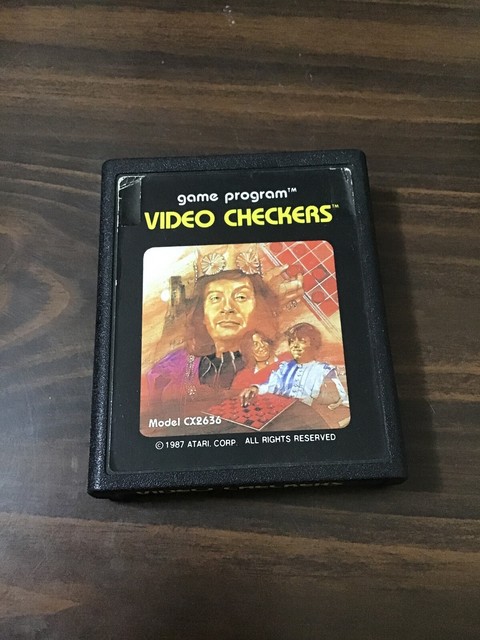 game program™
VIDEO CHECKERS™
Model CX2636
© 1987 ATARI, CORP. ALL RIGHTS RESERVED